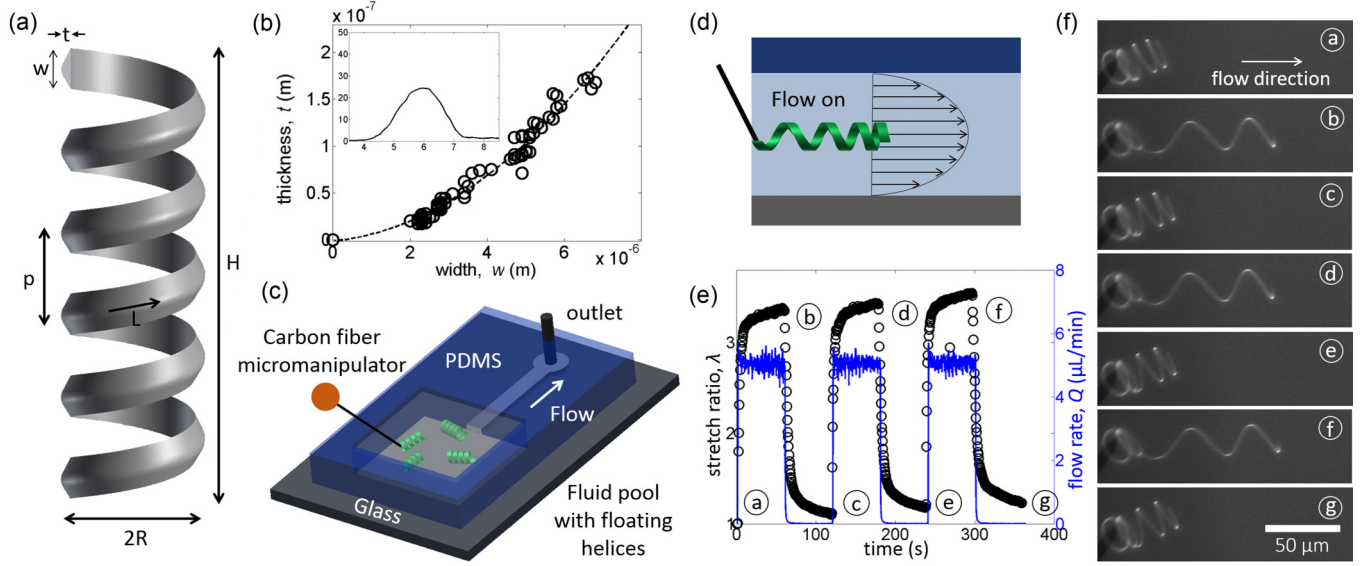 (a)
t
w
p
L
H
2R
(b)
x 10^-7
thickness, t (m)
2
1.5
1
0.5
0
50
40
30
20
10
0
4 5 6 7 8
0 2 4 6 8
x 10^-6
width, w (m)
(c)
outlet
Carbon fiber
micromanipulator
PDMS
Flow
Glass
Fluid pool
with floating
helices
(d)
Flow on
(e)
stretch ratio, λ
3
2
1
8
6
4
2
0
flow rate, Q (µL/min)
b
d
f
a
c
e
g
0 100 200 300 400
time (s)
(f)
a
flow direction
b
c
d
e
f
g
50 µm